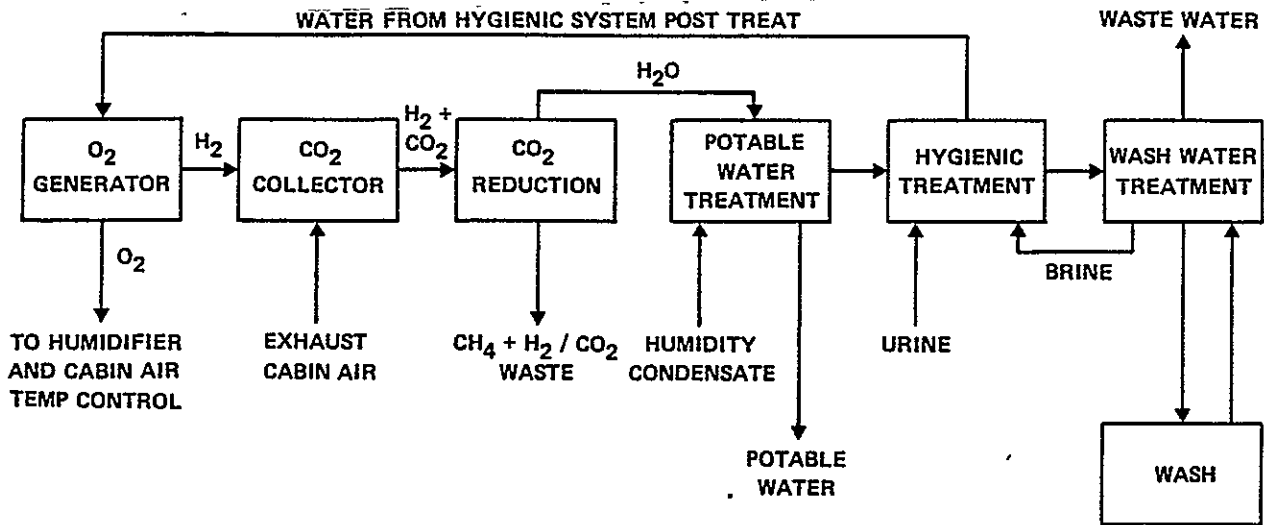 WATER FROM HYGIENIC SYSTEM POST TREAT
WASTE WATER
H2O
H2 +
CO2
H2
O2
GENERATOR
CO2
COLLECTOR
CO2
REDUCTION
POTABLE
WATER
TREATMENT
HYGIENIC
TREATMENT
WASH WATER
TREATMENT
O2
BRINE
TO HUMIDIFIER
AND CABIN AIR
TEMP CONTROL
EXHAUST
CABIN AIR
CH4 + H2 / CO2
WASTE
HUMIDITY
CONDENSATE
URINE
POTABLE
WATER
WASH